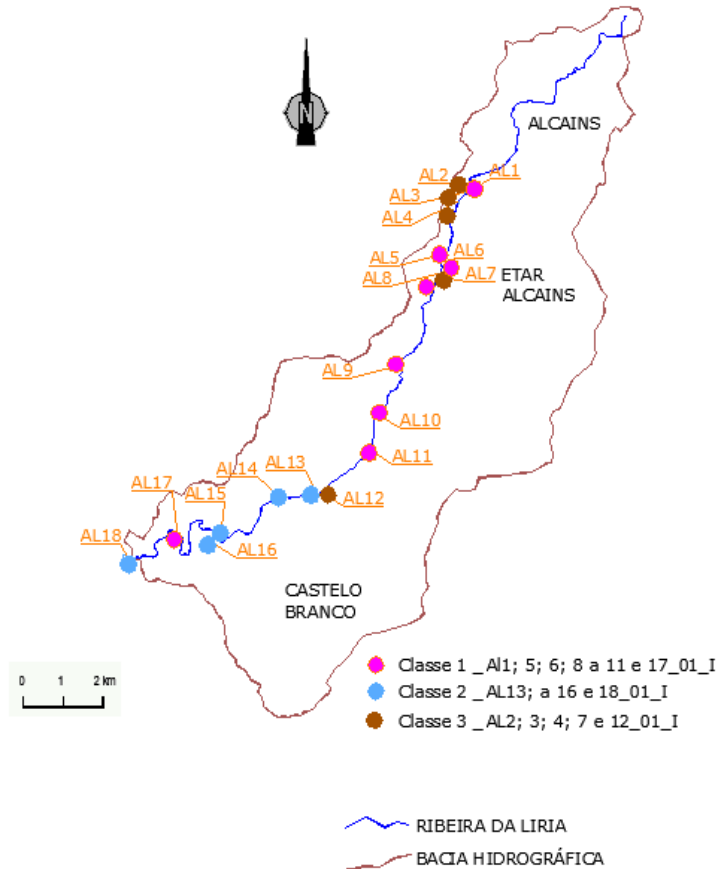 N
ALCAINS
AL2
AL1
AL3
AL4
AL5
AL6
AL8
AL7
ETAR
ALCAINS
AL9
AL10
AL11
AL14
AL13
AL12
AL17
AL15
AL18
AL16
CASTELO
BRANCO
0 1 2 km
Classe 1 _Al1; 5; 6; 8 a 11 e 17_01_I
Classe 2 _AL13; a 16 e 18_01_I
Classe 3 _AL2; 3; 4; 7 e 12_01_I
RIBEIRA DA LIRIA
BACIA HIDROGRÁFICA